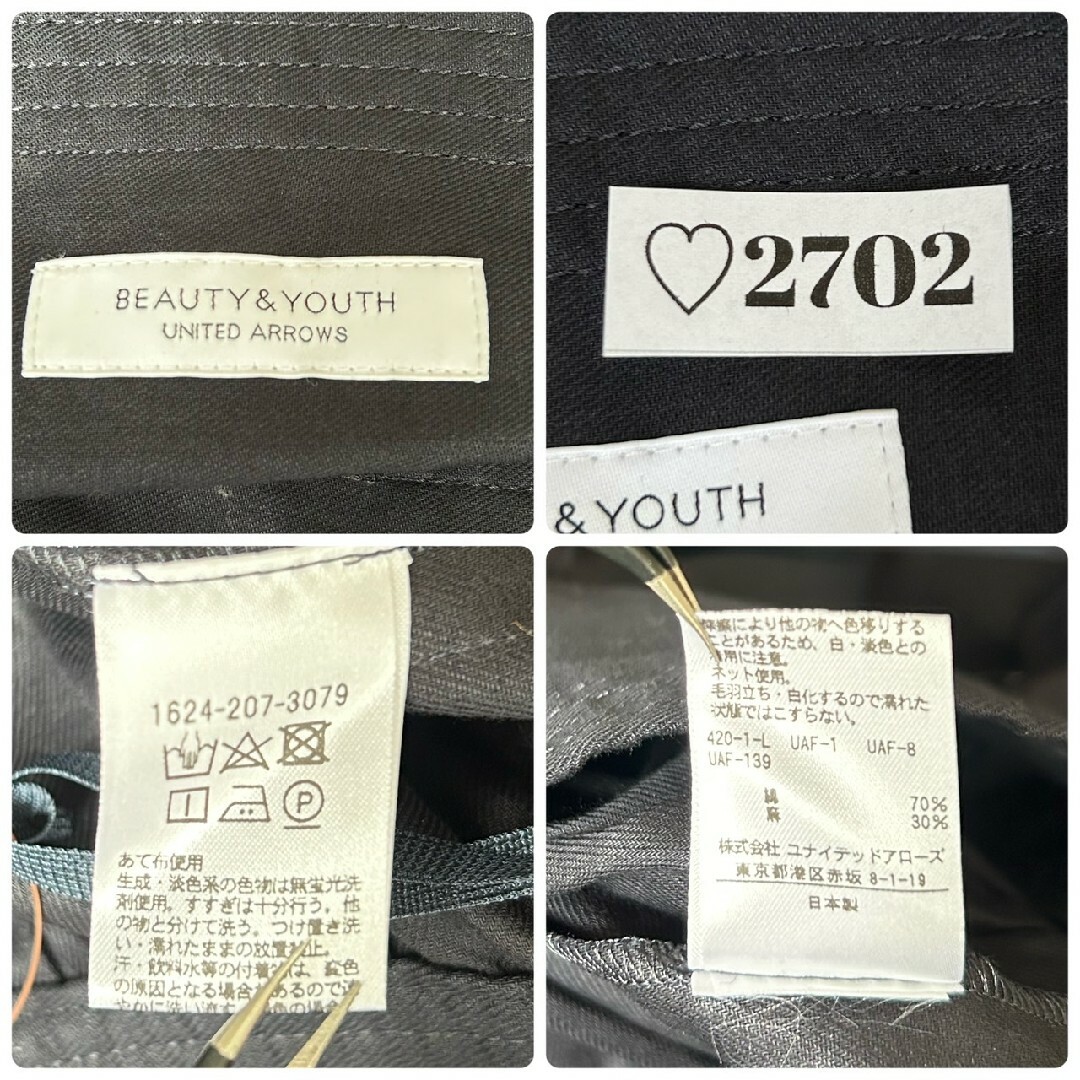 BEAUTY&YOUTH
UNITED ARROWS
♡2702
& YOUTH
1624-207-3079
あて布使用
生成・淡色系の色物は無蛍光洗
剤使用。すすぎは十分行う。他
の物と分けて洗う。つけ置き洗
い・濡れたままの放置禁止。
汗・飲料水等の付着物は、変色
の原因となる場合があるので速
やかに洗い
により他の物へ色移りする
ことがあるため、白・淡色との
着用に注意。
ネット使用。
毛羽立ち・白化するので濡れた
状態ではこすらない。
420-1-L UAF-1 UAF-8
UAF-139
綿 70%
麻 30%
株式会社 ユナイテッドアローズ
東京都港区赤坂 8-1-19
日本製